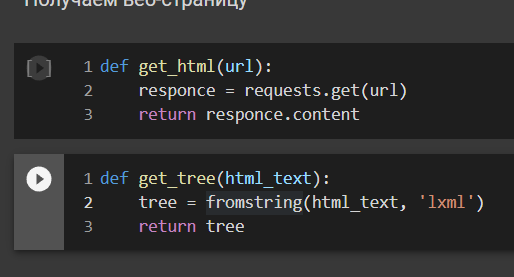 Получаем веб-страницу
1 def get_html(url):
2 responce = requests.get(url)
3 return responce.content
1 def get_tree(html_text):
2 tree = fromstring(html_text, 'lxml')
3 return tree